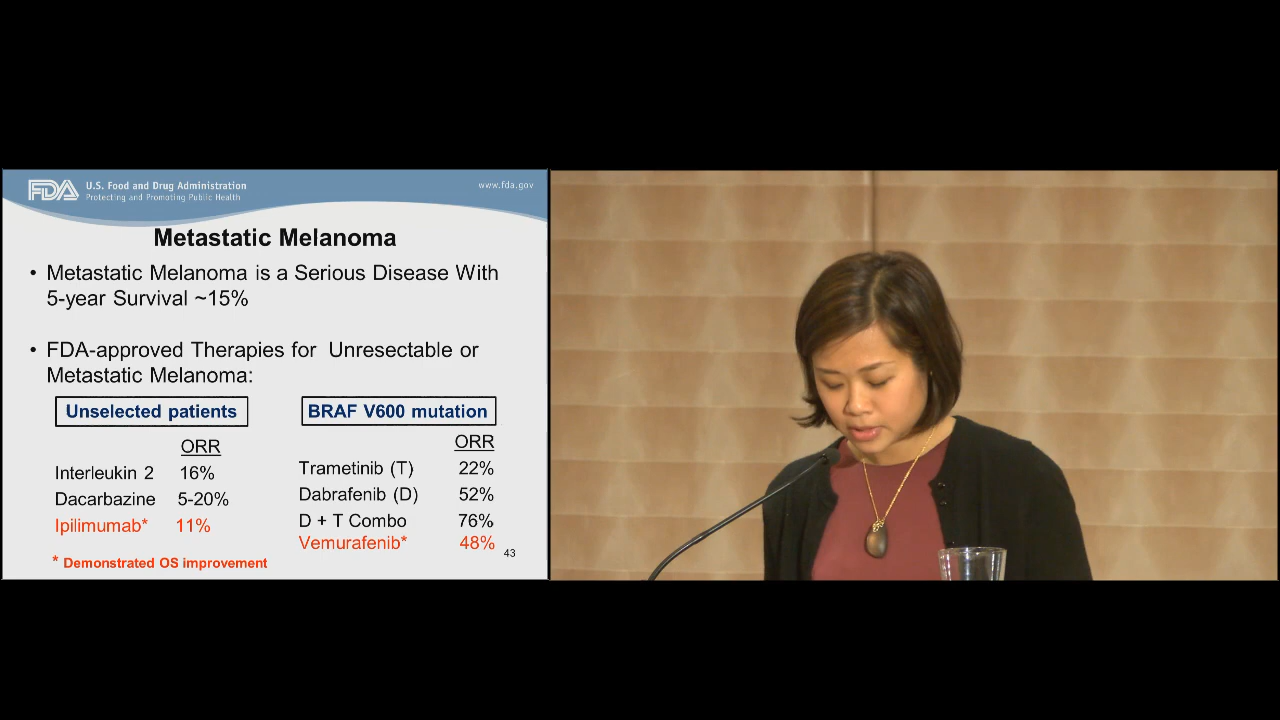 FDA U.S. Food and Drug Administration
Protecting and Promoting Public Health
www.fda.gov
Metastatic Melanoma
• Metastatic Melanoma is a Serious Disease With
5-year Survival ~15%
• FDA-approved Therapies for Unresectable or
Metastatic Melanoma:
Unselected patients
ORR
Interleukin 2 16%
Dacarbazine 5-20%
Ipilimumab* 11%
* Demonstrated OS improvement
BRAF V600 mutation
ORR
Trametinib (T) 22%
Dabrafenib (D) 52%
D + T Combo 76%
Vemurafenib* 48%
43